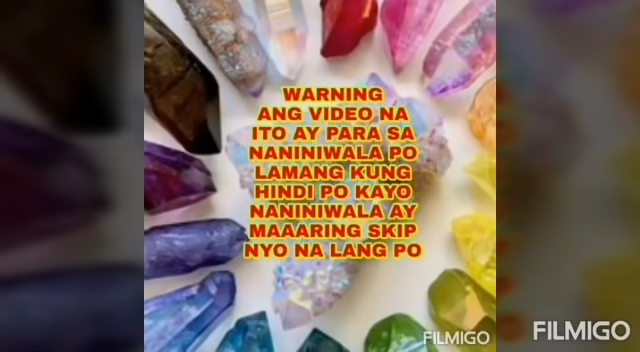 WARNING
ANG VIDEO NA
ITO AY PARA SA
NANINIWALA PO
LAMANG KUNG
HINDI PO KAYO
NANINIWALA AY
MAAARING SKIP
NYO NA LANG PO
FILMIGO
FILMIGO